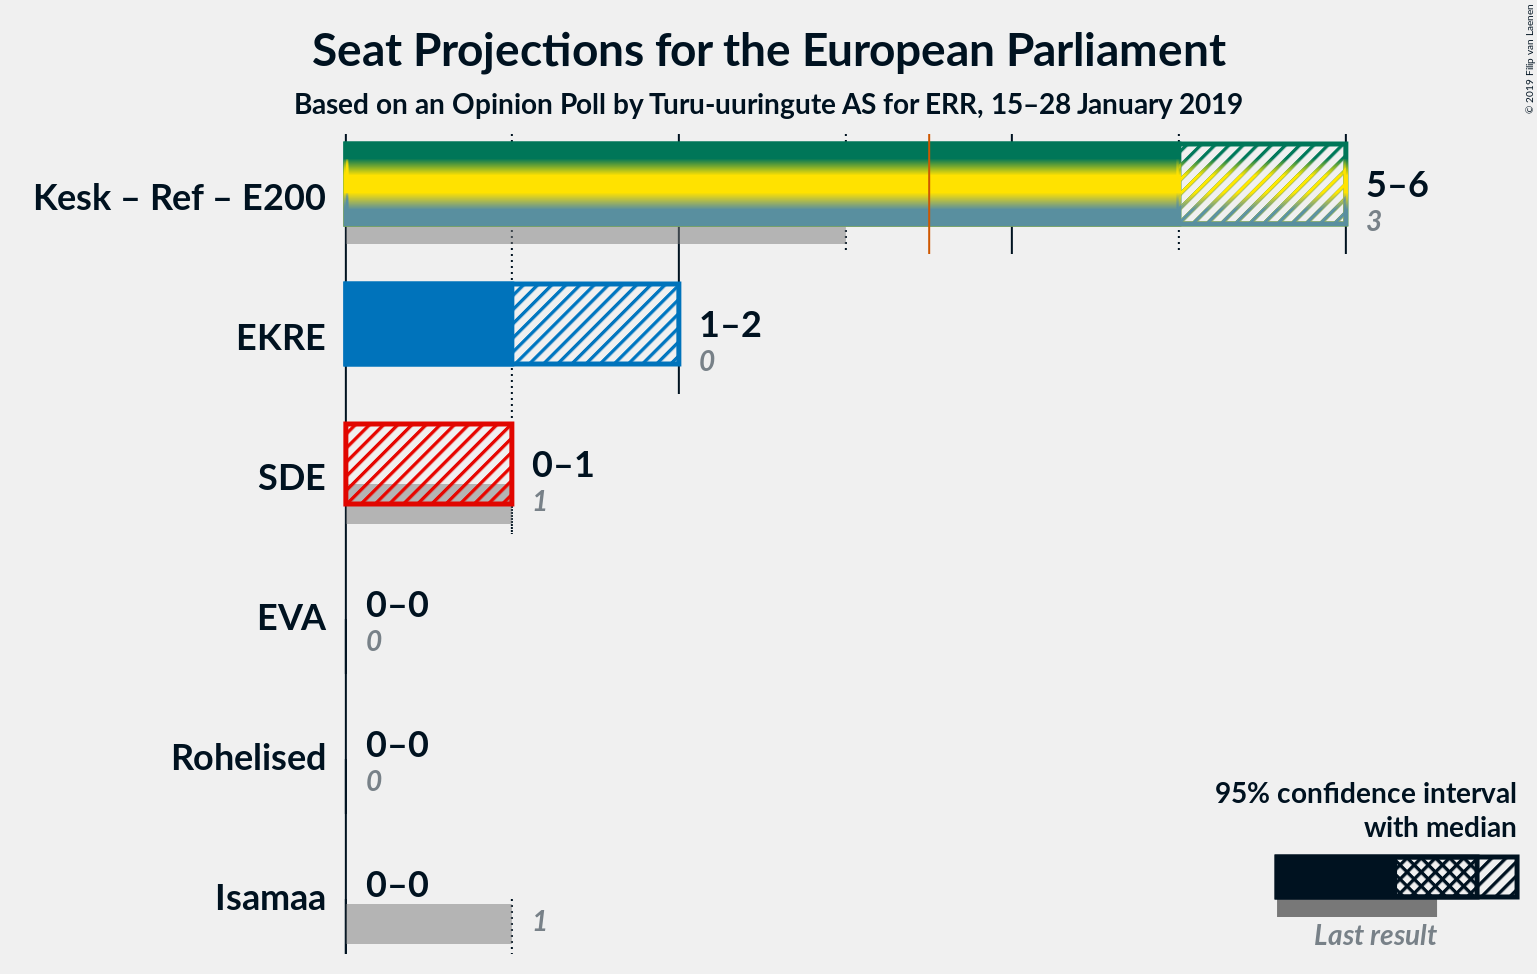 Seat Projections for the European Parliament
Based on an Opinion Poll by Turu-uuringute AS for ERR, 15–28 January 2019
© 2019 Filip van Laenen
Kesk – Ref – E200
5–6
3
EKRE
1–2
0
SDE
0–1
1
EVA
0–0
0
Rohelised
0–0
0
Isamaa
0–0
1
95% confidence interval
with median
Last result